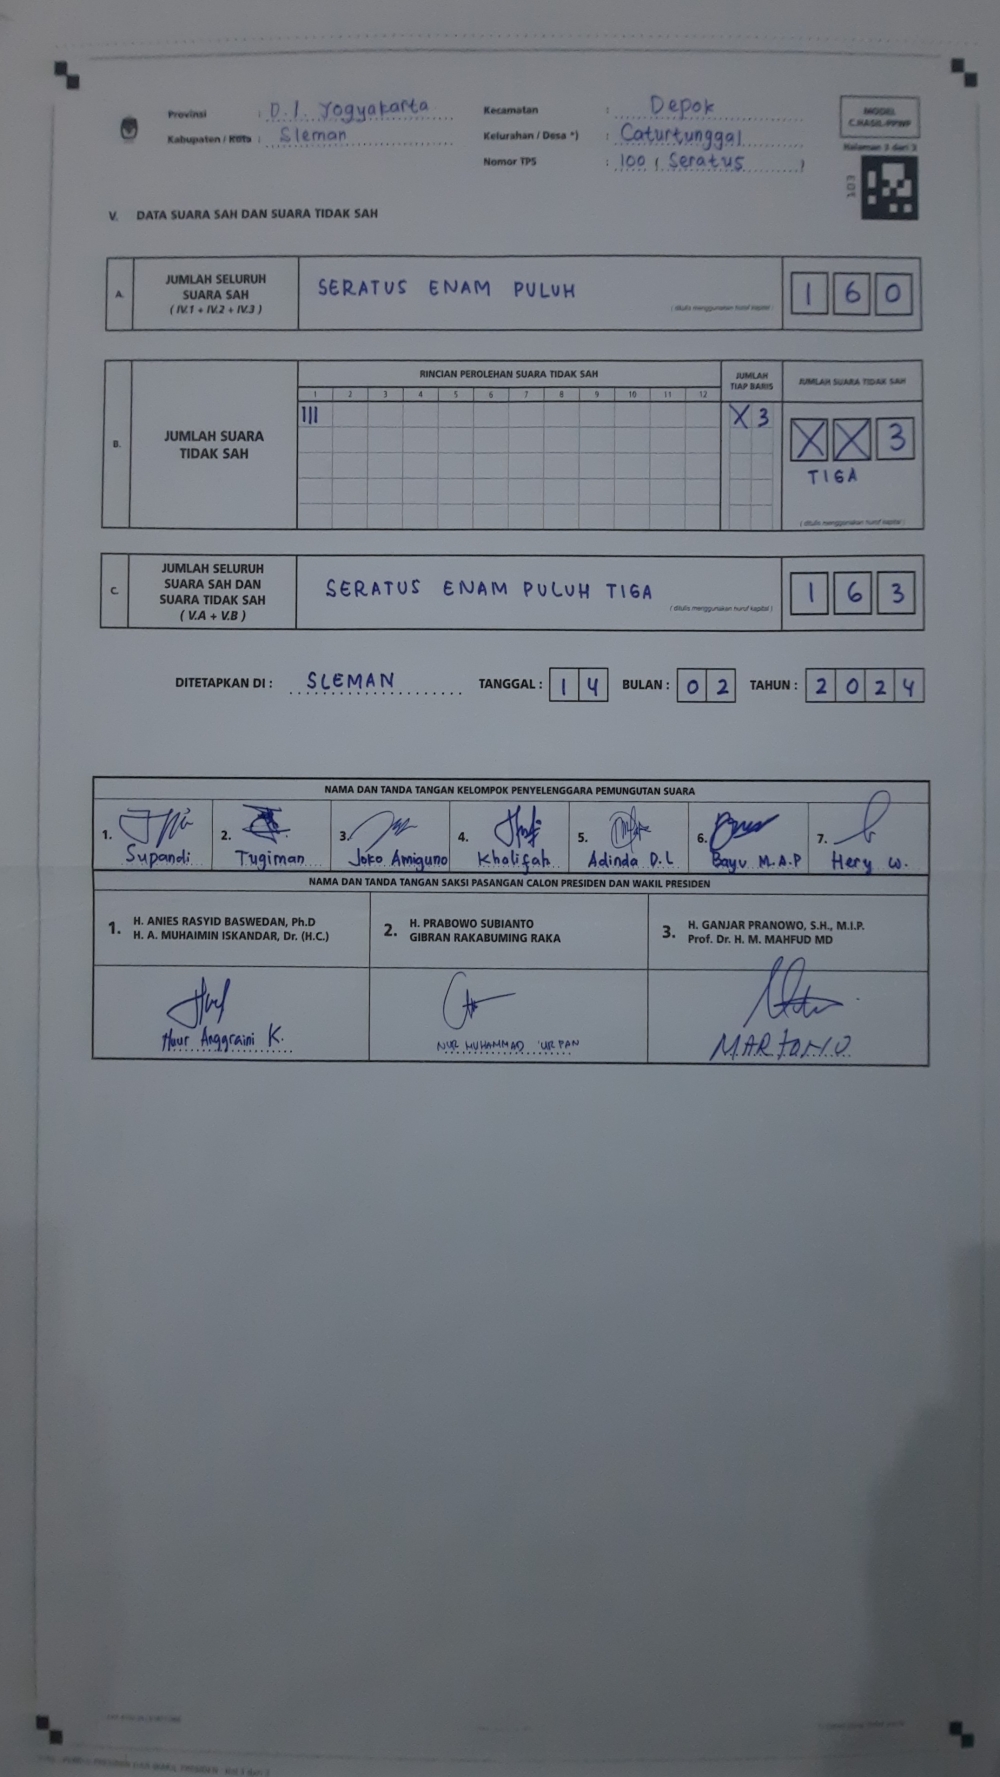 Provinsi : D.I. Yogyakarta
Kabupaten / Kota : Sleman
Kecamatan : Depok
Kelurahan / Desa *) : Caturtunggal
Nomor TPS : 100 ( Seratus )
MODEL
C.HASIL-PPWP
Halaman 3 dari 3
103
V. DATA SUARA SAH DAN SUARA TIDAK SAH
A. JUMLAH SELURUH SUARA SAH ( IV.1 + IV.2 + IV.3 ) SERATUS ENAM PULUH 1 6 0
( ditulis menggunakan huruf kapital )
RINCIAN PEROLEHAN SUARA TIDAK SAH JUMLAH TIAP BARIS JUMLAH SUARA TIDAK SAH
1 2 3 4 5 6 7 8 9 10 11 12
B. JUMLAH SUARA TIDAK SAH III X 3 X X 3
TIGA
( ditulis menggunakan huruf kapital )
C. JUMLAH SELURUH SUARA SAH DAN SUARA TIDAK SAH ( V.A + V.B ) SERATUS ENAM PULUH TIGA 1 6 3
( ditulis menggunakan huruf kapital )
DITETAPKAN DI : SLEMAN TANGGAL : 1 4 BULAN : 0 2 TAHUN : 2 0 2 4
NAMA DAN TANDA TANGAN KELOMPOK PENYELENGGARA PEMUNGUTAN SUARA
1. 2. 3. 4. 5. 6. 7.
Supandi Tugiman Joko Amiguno Kholifah Adinda D.L Bayu M.A.P Hery W.
NAMA DAN TANDA TANGAN SAKSI PASANGAN CALON PRESIDEN DAN WAKIL PRESIDEN
1. H. ANIES RASYID BASWEDAN, Ph.D
H. A. MUHAIMIN ISKANDAR, Dr. (H.C.)
2. H. PRABOWO SUBIANTO
GIBRAN RAKABUMING RAKA
3. H. GANJAR PRANOWO, S.H., M.I.P.
Prof. Dr. H. M. MAHFUD MD
Anggraini K.
NUR MUHAMMAD
MARTONO